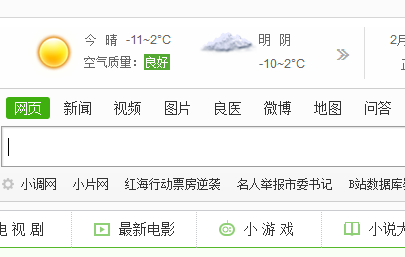 今 晴 -11~2°C 明 阴 2月
空气质量：良好 -10~2°C
网页 新闻 视频 图片 良医 微博 地图 问答
小调网 小片网 红海行动票房逆袭 名人举报市委书记 B站数据库
电视剧 最新电影 小游戏 小说大